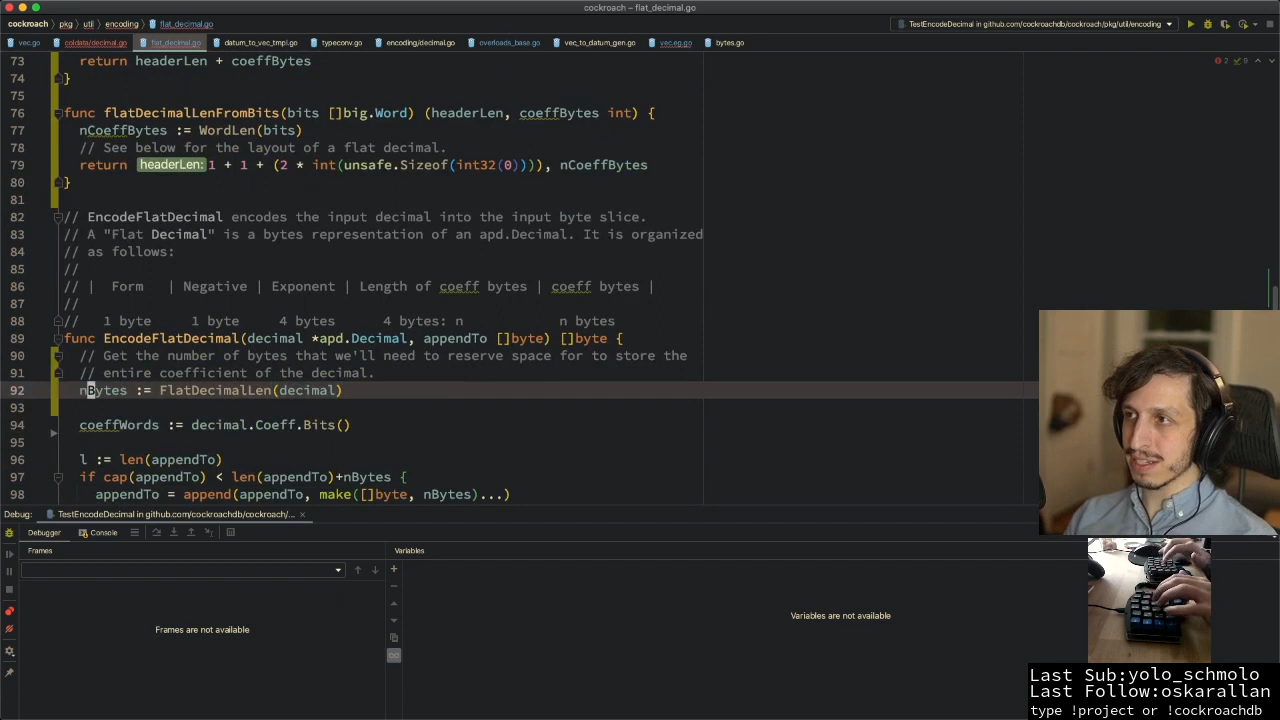 cockroach – flat_decimal.go
cockroach › pkg › util › encoding › flat_decimal.go
TestEncodeDecimal in github.com/cockroachdb/cockroach/pkg/util/encoding
vec.go coldata/decimal.go flat_decimal.go datum_to_vec_tmpl.go typeconv.go encoding/decimal.go overloads_base.go vec_to_datum_gen.go vec.eg.go bytes.go
73 return headerLen + coeffBytes
74 }
75
76 func flatDecimalLenFromBits(bits []big.Word) (headerLen, coeffBytes int) {
77 nCoeffBytes := WordLen(bits)
78 // See below for the layout of a flat decimal.
79 return headerLen: 1 + 1 + (2 * int(unsafe.Sizeof(int32(0)))), nCoeffBytes
80 }
81
82 // EncodeFlatDecimal encodes the input decimal into the input byte slice.
83 // A "Flat Decimal" is a bytes representation of an apd.Decimal. It is organized
84 // as follows:
85 //
86 // | Form | Negative | Exponent | Length of coeff bytes | coeff bytes |
87 //
88 // 1 byte 1 byte 4 bytes 4 bytes: n n bytes
89 func EncodeFlatDecimal(decimal *apd.Decimal, appendTo []byte) []byte {
90 // Get the number of bytes that we'll need to reserve space for to store the
91 // entire coefficient of the decimal.
92 nBytes := FlatDecimalLen(decimal)
93
94 coeffWords := decimal.Coeff.Bits()
95
96 l := len(appendTo)
97 if cap(appendTo) < len(appendTo)+nBytes {
98 appendTo = append(appendTo, make([]byte, nBytes)...)
Debug: TestEncodeDecimal in github.com/cockroachdb/cockroach/...
Debugger Console
Frames Variables
Frames are not available
Variables are not available
Last Sub:yolo_schmolo
Last Follow:oskarallan
type !project or !cockroachdb